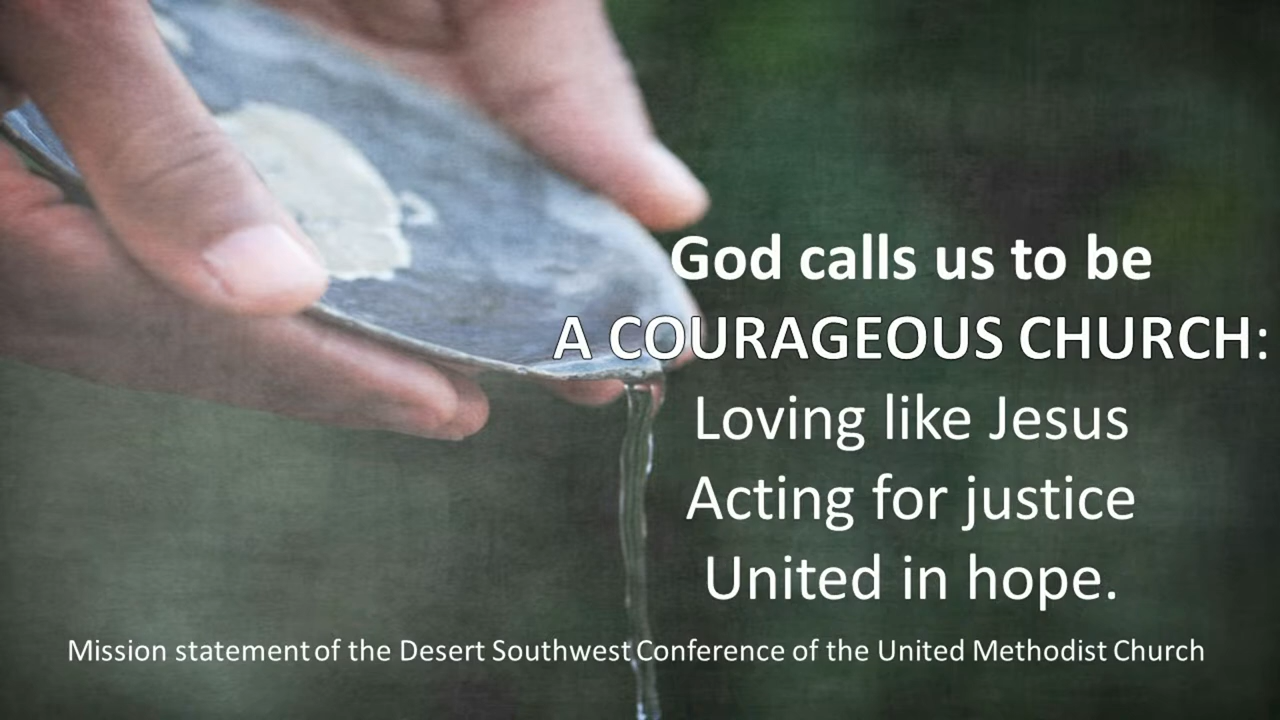 God calls us to be
A COURAGEOUS CHURCH:
Loving like Jesus
Acting for justice
United in hope.
Mission statement of the Desert Southwest Conference of the United Methodist Church